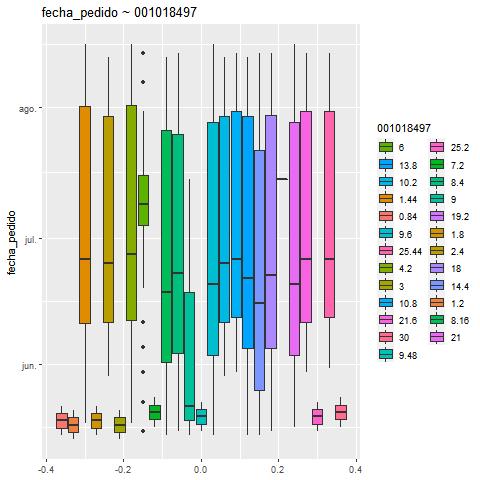 fecha_pedido ~ 001018497
ago.
jul.
jun.
fecha_pedido
-0.4 -0.2 0.0 0.2 0.4
001018497
6 25.2
13.8 7.2
10.2 8.4
1.44 9
0.84 19.2
9.6 1.8
25.44 2.4
4.2 18
3 14.4
10.8 1.2
21.6 8.16
30 21
9.48